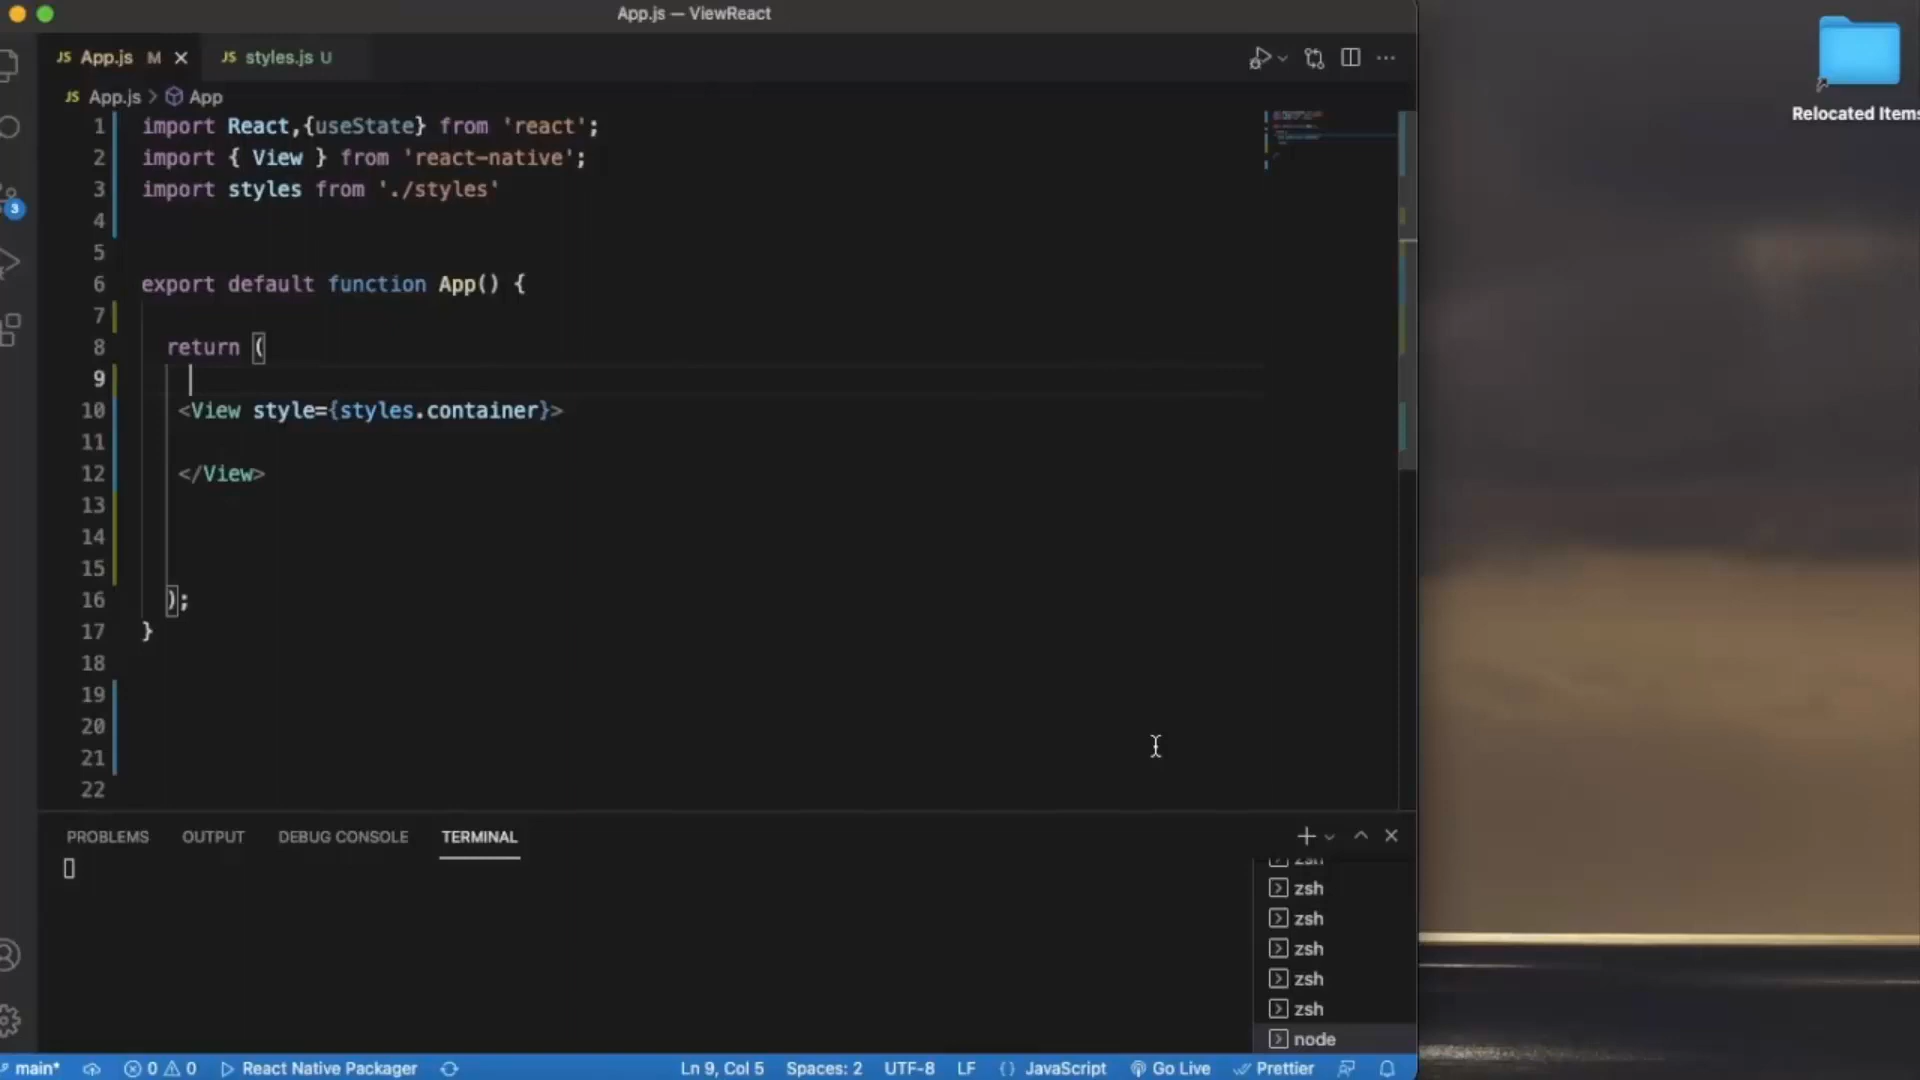 App.js — ViewReact
JS App.js M
JS styles.js U
JS App.js > App
Relocated Items
1 import React,{useState} from 'react';
2 import { View } from 'react-native';
3 import styles from './styles'
4
5
6 export default function App() {
7
8 return (
9
10 <View style={styles.container}>
11
12 </View>
13
14
15
16 );
17 }
18
19
20
21
22
3
PROBLEMS OUTPUT DEBUG CONSOLE TERMINAL
zsh
zsh
zsh
zsh
zsh
zsh
node
main* 0 0 React Native Packager Ln 9, Col 5 Spaces: 2 UTF-8 LF {} JavaScript Go Live Prettier